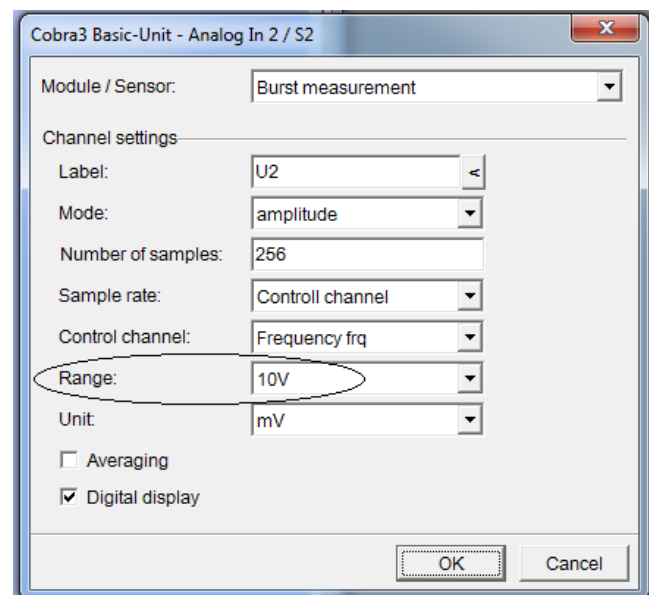 Cobra3 Basic-Unit - Analog In 2 / S2
Module / Sensor: Burst measurement
Channel settings
Label: U2 <
Mode: amplitude
Number of samples: 256
Sample rate: Controll channel
Control channel: Frequency frq
Range: 10V
Unit: mV
Averaging
Digital display
OK Cancel